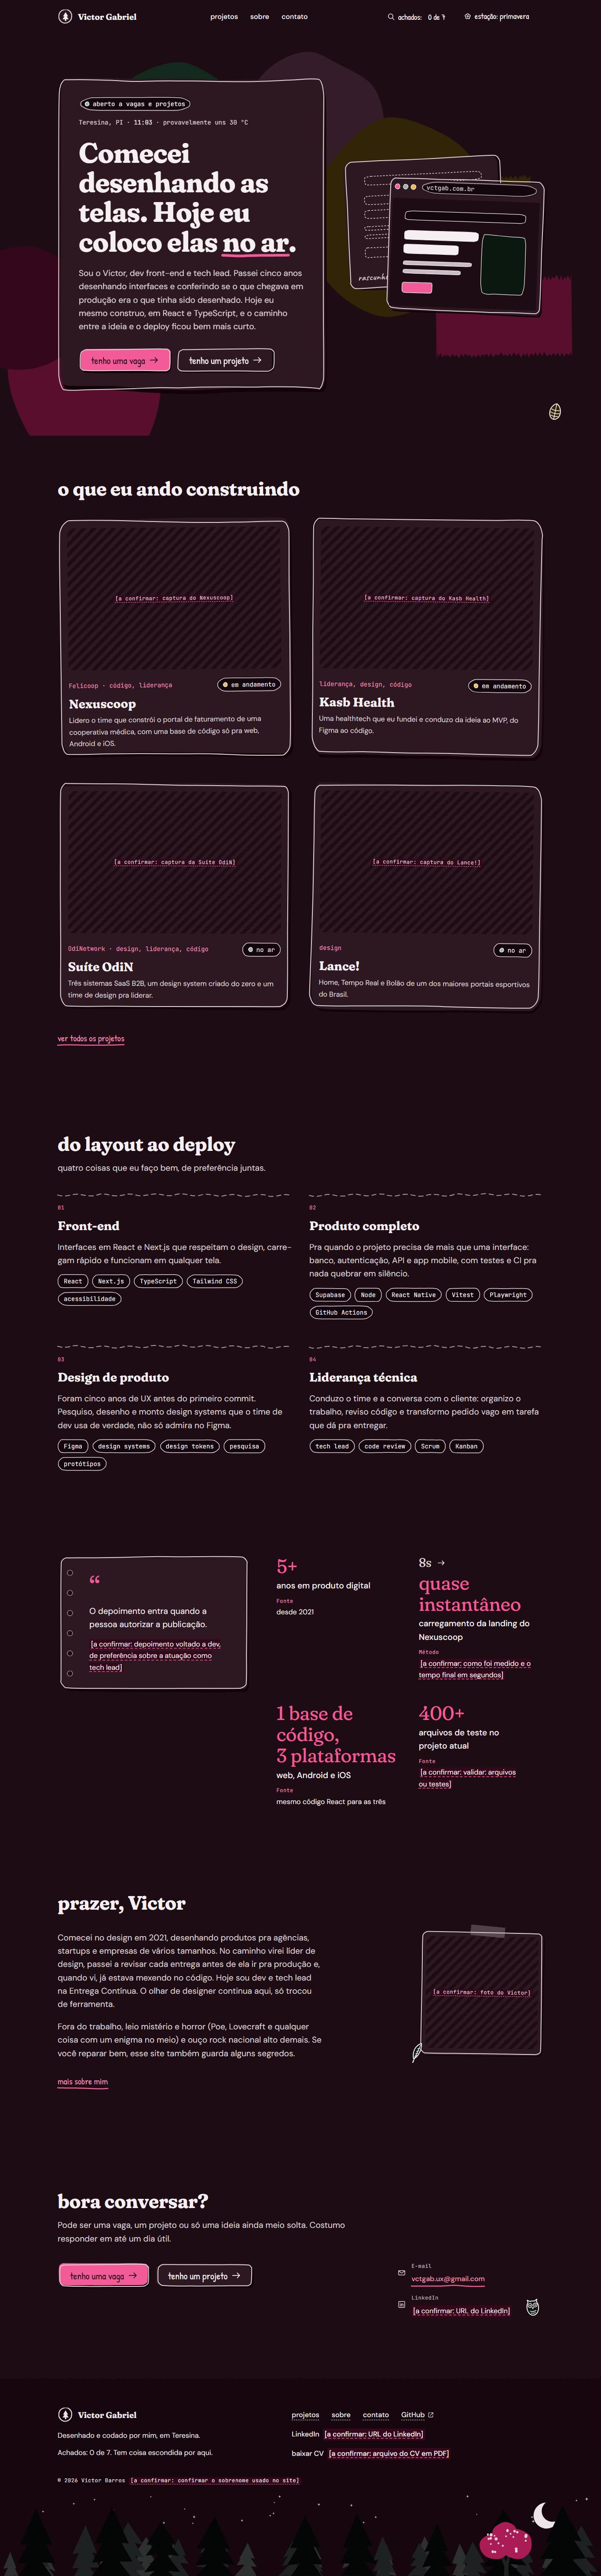 Victor Gabriel
projetos sobre contato
achados: 0 de 7
estação: primavera
aberto a vagas e projetos
Teresina, PI · 11:03 · provavelmente uns 30 °C
Comecei
desenhando as
telas. Hoje eu
coloco elas no ar.
Sou o Victor, dev front-end e tech lead. Passei cinco anos
desenhando interfaces e conferindo se o que chegava em
produção era o que tinha sido desenhado. Hoje eu
mesmo construo, em React e TypeScript, e o caminho
entre a ideia e o deploy ficou bem mais curto.
tenho uma vaga
tenho um projeto
vctgab.com.br
rascunho
o que eu ando construindo
[a confirmar: captura do Nexuscoop]
Felicoop · código, liderança
em andamento
Nexuscoop
Lidero o time que constrói o portal de faturamento de uma
cooperativa médica, com uma base de código só pra web,
Android e iOS.
[a confirmar: captura do Kasb Health]
liderança, design, código
em andamento
Kasb Health
Uma healthtech que eu fundei e conduzo da ideia ao MVP, do
Figma ao código.
[a confirmar: captura da Suíte OdiN]
OdiNetwork · design, liderança, código
no ar
Suíte OdiN
Três sistemas SaaS B2B, um design system criado do zero e um
time de design pra liderar.
[a confirmar: captura do Lance!]
design
no ar
Lance!
Home, Tempo Real e Bolão de um dos maiores portais esportivos
do Brasil.
ver todos os projetos
do layout ao deploy
quatro coisas que eu faço bem, de preferência juntas.
01
Front-end
Interfaces em React e Next.js que respeitam o design, carre-
gam rápido e funcionam em qualquer tela.
React Next.js TypeScript Tailwind CSS
acessibilidade
02
Produto completo
Pra quando o projeto precisa de mais que uma interface:
banco, autenticação, API e app mobile, com testes e CI pra
nada quebrar em silêncio.
Supabase Node React Native Vitest Playwright
GitHub Actions
03
Design de produto
Foram cinco anos de UX antes do primeiro commit.
Pesquiso, desenho e monto design systems que o time de
dev usa de verdade, não só admira no Figma.
Figma design systems design tokens pesquisa
protótipos
04
Liderança técnica
Conduzo o time e a conversa com o cliente: organizo o
trabalho, reviso código e transformo pedido vago em tarefa
que dá pra entregar.
tech lead code review Scrum Kanban
“
O depoimento entra quando a
pessoa autorizar a publicação.
[a confirmar: depoimento voltado a dev,
de preferência sobre a atuação como
tech lead]
5+
anos em produto digital
Fonte
desde 2021
8s →
quase
instantâneo
carregamento da landing do
Nexuscoop
Método
[a confirmar: como foi medido e o
tempo final em segundos]
1 base de
código,
3 plataformas
web, Android e iOS
Fonte
mesmo código React para as três
400+
arquivos de teste no
projeto atual
Fonte
[a confirmar: validar: arquivos
ou testes]
prazer, Victor
Comecei no design em 2021, desenhando produtos pra agências,
startups e empresas de vários tamanhos. No caminho virei líder de
design, passei a revisar cada entrega antes de ela ir pra produção e,
quando vi, já estava mexendo no código. Hoje sou dev e tech lead
na Entrega Contínua. O olhar de designer continua aqui, só trocou
de ferramenta.
Fora do trabalho, leio mistério e horror (Poe, Lovecraft e qualquer
coisa com um enigma no meio) e ouço rock nacional alto demais. Se
você reparar bem, esse site também guarda alguns segredos.
mais sobre mim
[a confirmar: foto do Victor]
bora conversar?
Pode ser uma vaga, um projeto ou só uma ideia ainda meio solta. Costumo
responder em até um dia útil.
tenho uma vaga
tenho um projeto
E-mail
vctgab.ux@gmail.com
LinkedIn
[a confirmar: URL do LinkedIn]
Victor Gabriel
Desenhado e codado por mim, em Teresina.
Achados: 0 de 7. Tem coisa escondida por aqui.
projetos sobre contato GitHub
LinkedIn [a confirmar: URL do LinkedIn]
baixar CV [a confirmar: arquivo do CV em PDF]
© 2026 Victor Barros [a confirmar: confirmar o sobrenome usado no site]